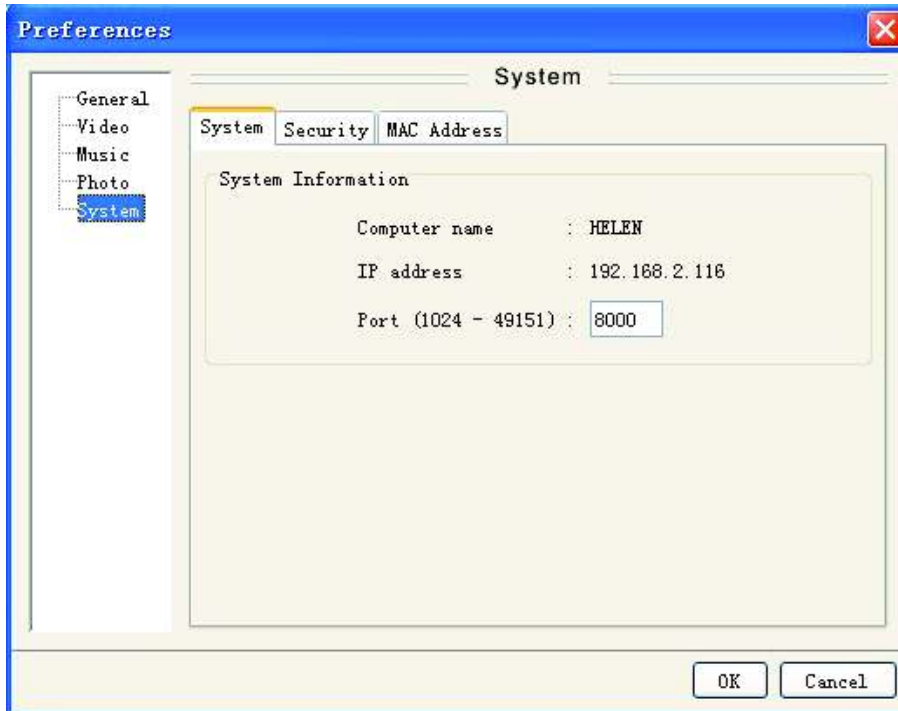 Preferences
General
Video
Music
Photo
System
System
System Security MAC Address
System Information
Computer name : HELEN
IP address : 192.168.2.116
Port (1024 - 49151) : 8000
OK Cancel